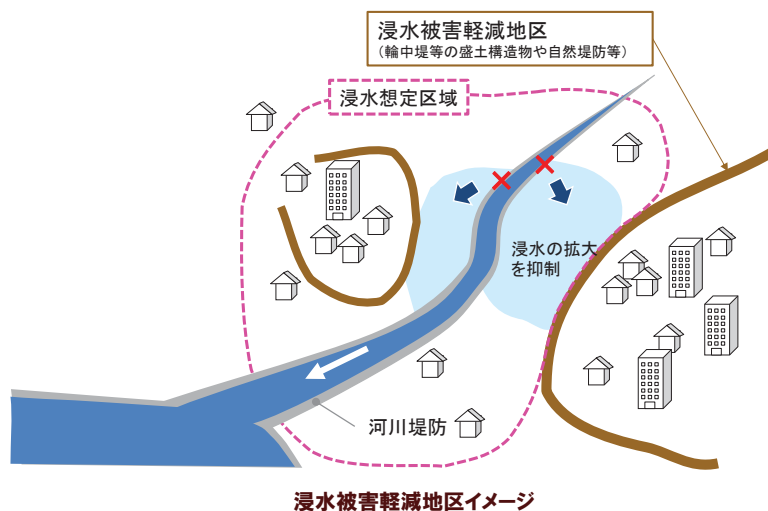 浸水被害軽減地区
（輪中堤等の盛土構造物や自然堤防等）
浸水想定区域
浸水の拡大
を抑制
河川堤防
浸水被害軽減地区イメージ